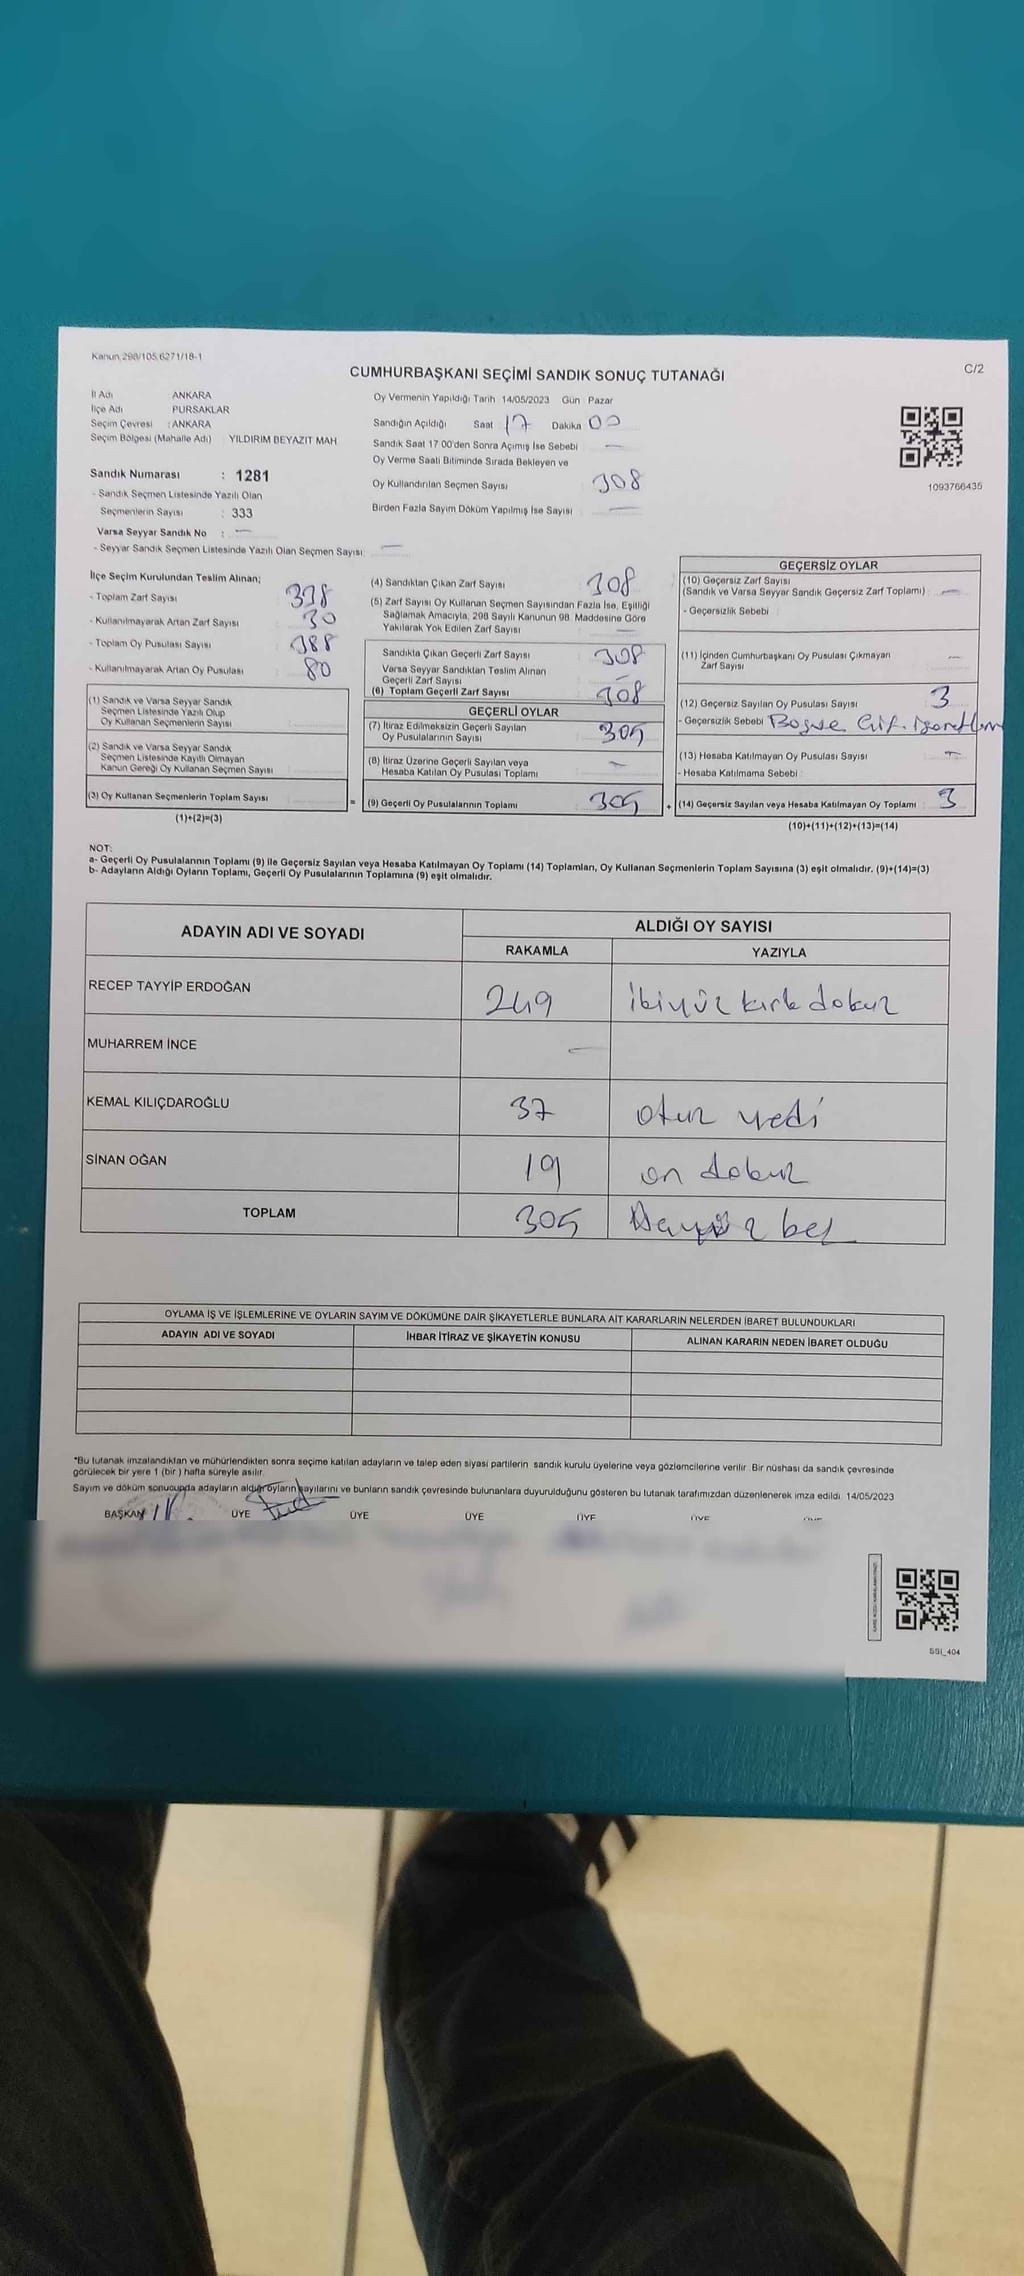 Kanun 298/105,6271/18-1
C/2
CUMHURBAŞKANI SEÇİMİ SANDIK SONUÇ TUTANAĞI
İl Adı ANKARA
İlçe Adı PURSAKLAR
Seçim Çevresi : ANKARA
Seçim Bölgesi (Mahalle Adı) YILDIRIM BEYAZIT MAH
Sandık Numarası : 1281
- Sandık Seçmen Listesinde Yazılı Olan
Seçmenlerin Sayısı : 333
Varsa Seyyar Sandık No : —
- Seyyar Sandık Seçmen Listesinde Yazılı Olan Seçmen Sayısı: —
Oy Vermenin Yapıldığı Tarih 14/05/2023 Gün Pazar
Sandığın Açıldığı Saat 17 Dakika 00
Sandık Saat 17 00'den Sonra Açımış İse Sebebi —
Oy Verme Saati Bitiminde Sırada Bekleyen ve
Oy Kullandırılan Seçmen Sayısı 308
Birden Fazla Sayım Döküm Yapılmış İse Sayısı —
1093766435
İlçe Seçim Kurulundan Teslim Alınan;
- Toplam Zarf Sayısı 338
- Kullanılmayarak Artan Zarf Sayısı 30
- Toplam Oy Pusulası Sayısı 388
- Kullanılmayarak Artan Oy Pusulası 80
(1) Sandık ve Varsa Seyyar Sandık
Seçmen Listesinde Yazılı Olup
Oy Kullanan Seçmenlerin Sayısı
(2) Sandık ve Varsa Seyyar Sandık
Seçmen Listesinde Kayıtlı Olmayan
Kanun Gereği Oy Kullanan Seçmen Sayısı
(3) Oy Kullanan Seçmenlerin Toplam Sayısı
=
(1)+(2)=(3)
(4) Sandıktan Çıkan Zarf Sayısı 308
(5) Zarf Sayısı Oy Kullanan Seçmen Sayısından Fazla İse, Eşitliği
Sağlamak Amacıyla, 298 Sayılı Kanunun 98. Maddesine Göre
Yakılarak Yok Edilen Zarf Sayısı —
Sandıkta Çıkan Geçerli Zarf Sayısı 308
Varsa Seyyar Sandıktan Teslim Alınan
Geçerli Zarf Sayısı —
(6) Toplam Geçerli Zarf Sayısı 308
GEÇERLİ OYLAR
(7) İtiraz Edilmeksizin Geçerli Sayılan
Oy Pusulalarının Sayısı 305
(8) İtiraz Üzerine Geçerli Sayılan veya
Hesaba Katılan Oy Pusulası Toplamı —
(9) Geçerli Oy Pusulalarının Toplamı 305
+
GEÇERSİZ OYLAR
(10) Geçersiz Zarf Sayısı
(Sandık ve Varsa Seyyar Sandık Geçersiz Zarf Toplamı) —
- Geçersizlik Sebebi
(11) İçinden Cumhurbaşkanı Oy Pusulası Çıkmayan
Zarf Sayısı —
(12) Geçersiz Sayılan Oy Pusulası Sayısı 3
- Geçersizlik Sebebi Boş ve Çif.
(13) Hesaba Katılmayan Oy Pusulası Sayısı —
- Hesaba Katılmama Sebebi
(14) Geçersiz Sayılan veya Hesaba Katılmayan Oy Toplamı 3
(10)+(11)+(12)+(13)=(14)
NOT:
a- Geçerli Oy Pusulalarının Toplamı (9) ile Geçersiz Sayılan veya Hesaba Katılmayan Oy Toplamı (14) Toplamları, Oy Kullanan Seçmenlerin Toplam Sayısına (3) eşit olmalıdır. (9)+(14)=(3)
b- Adayların Aldığı Oyların Toplamı, Geçerli Oy Pusulalarının Toplamına (9) eşit olmalıdır.
ADAYIN ADI VE SOYADI ALDIĞI OY SAYISI
RAKAMLA YAZIYLA
RECEP TAYYİP ERDOĞAN 249 ikiyüz kırk dokuz
MUHARREM İNCE —
KEMAL KILIÇDAROĞLU 37 otuz yedi
SİNAN OĞAN 19 on dokuz
TOPLAM 305 beş
OYLAMA İŞ VE İŞLEMLERİNE VE OYLARIN SAYIM VE DÖKÜMÜNE DAİR ŞİKAYETLERLE BUNLARA AİT KARARLARIN NELERDEN İBARET BULUNDUKLARI
ADAYIN ADI VE SOYADI İHBAR İTİRAZ VE ŞİKAYETİN KONUSU ALINAN KARARIN NEDEN İBARET OLDUĞU
*Bu tutanak imzalandıktan ve mühürlendikten sonra seçime katılan adayların ve talep eden siyasi partilerin sandık kurulu üyelerine veya gözlemcilerine verilir. Bir nüshası da sandık çevresinde
görülecek bir yere 1 (bir ) hafta süreyle asılır.
Sayım ve döküm sonucunda adayların aldığı oyların sayılarını ve bunların sandık çevresinde bulunanlara duyurulduğunu gösteren bu tutanak tarafımızdan düzenlenerek imza edildi. 14/05/2023
BAŞKAN ÜYE ÜYE ÜYE ÜYE ÜYE
SSI_404